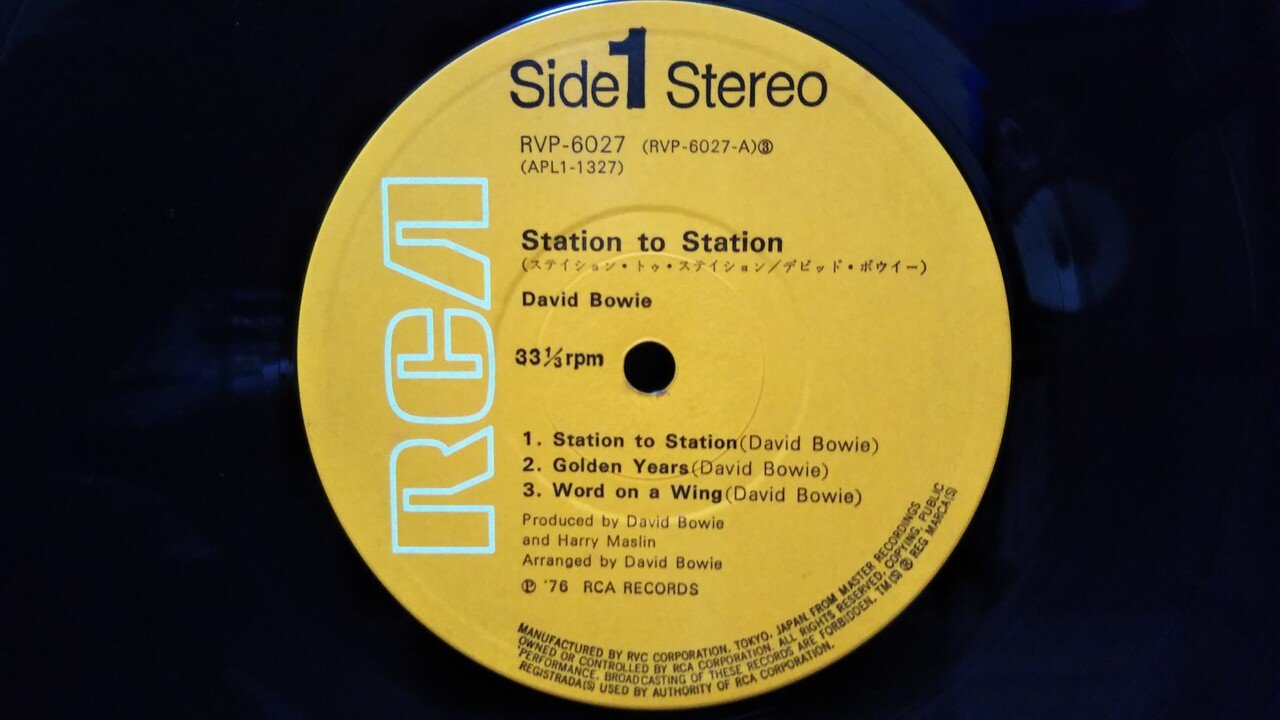 Side 1 Stereo
RVP-6027 (RVP-6027-A)③
(APL1-1327)
RCA
Station to Station
(ステイション・トゥ・ステイション/デビッド・ボウイー)
David Bowie
33⅓rpm
1. Station to Station(David Bowie)
2. Golden Years(David Bowie)
3. Word on a Wing(David Bowie)
Produced by David Bowie
and Harry Maslin
Arranged by David Bowie
Ⓟ '76 RCA RECORDS
MANUFACTURED BY RVC CORPORATION, TOKYO, JAPAN FROM MASTER RECORDINGS
OWNED OR CONTROLLED BY RCA CORPORATION. ALL RIGHTS RESERVED. COPYING, PUBLIC
PERFORMANCE, BROADCASTING OF THESE RECORDS ARE FORBIDDEN. TM(S) ® REG MARCA(S)
REGISTRADA(S) USED BY AUTHORITY OF RCA CORPORATION.